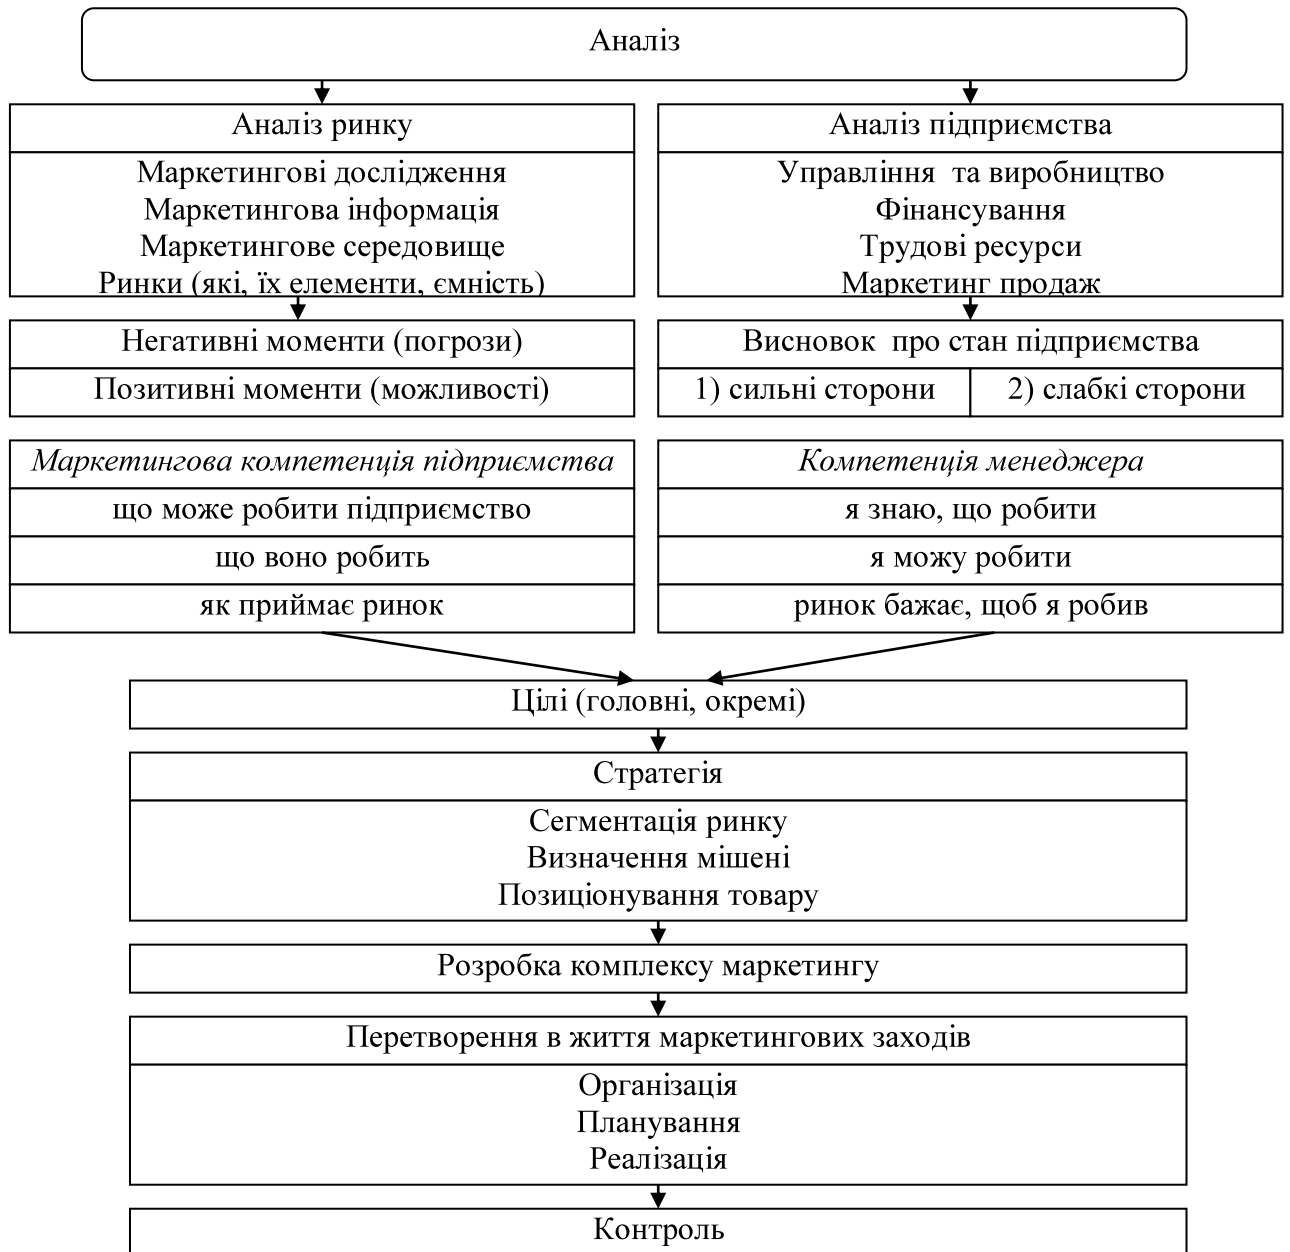 Аналіз
Аналіз ринку
Маркетингові дослідження
Маркетингова інформація
Маркетингове середовище
Ринки (які, їх елементи, ємність)
Аналіз підприємства
Управління  та виробництво
Фінансування
Трудові ресурси
Маркетинг продаж
Негативні моменти (погрози)
Позитивні моменти (можливості)
Висновок  про стан підприємства
1) сильні сторони
2) слабкі сторони
Маркетингова компетенція підприємства
що може робити підприємство
що воно робить
як приймає ринок
Компетенція менеджера
я знаю, що робити
я можу робити
ринок бажає, щоб я робив
Цілі (головні, окремі)
Стратегія
Сегментація ринку
Визначення мішені
Позиціонування товару
Розробка комплексу маркетингу
Перетворення в життя маркетингових заходів
Організація
Планування
Реалізація
Контроль